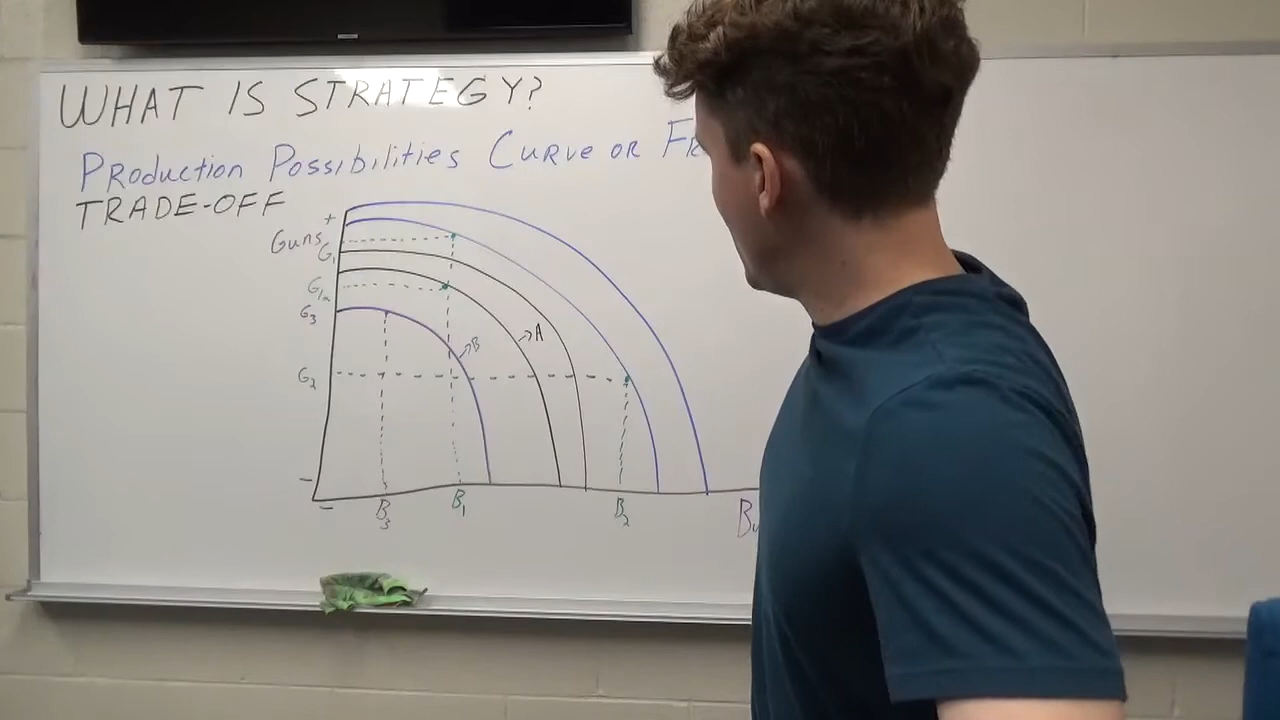 WHAT IS STRATEGY?
PRoduction Possibilities CURVE OR FR
TRADE-OFF
+
Guns
G1
G1a
G3
G2
A
B
-
-
B3
B1
B2
Bu